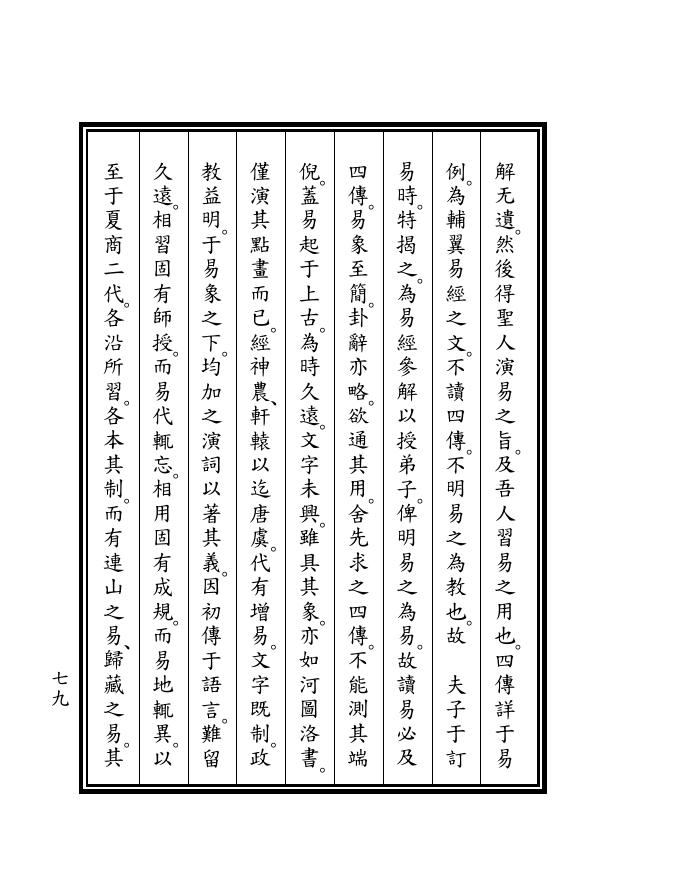 解无遺。然後得聖人演易之旨。及吾人習易之用也。四傳詳于易
例。為輔翼易經之文。不讀四傳。不明易之為教也。故　夫子于訂
易時。特揭之。為易經參解以授弟子。俾明易之為易。故讀易必及
四傳。易象至簡。卦辭亦略。欲通其用。舍先求之四傳。不能測其端
倪。蓋易起于上古。為時久遠。文字未興。雖具其象。亦如河圖洛書。
僅演其點畫而已。經神農、軒轅以迄唐虞。代有增易。文字既制。政
教益明。于易象之下。均加之演詞以著其義。因初傳于語言。難留
久遠。相習固有師授。而易代輒忘。相用固有成規。而易地輒異。以
至于夏商二代。各沿所習。各本其制。而有連山之易、歸藏之易。其
七九